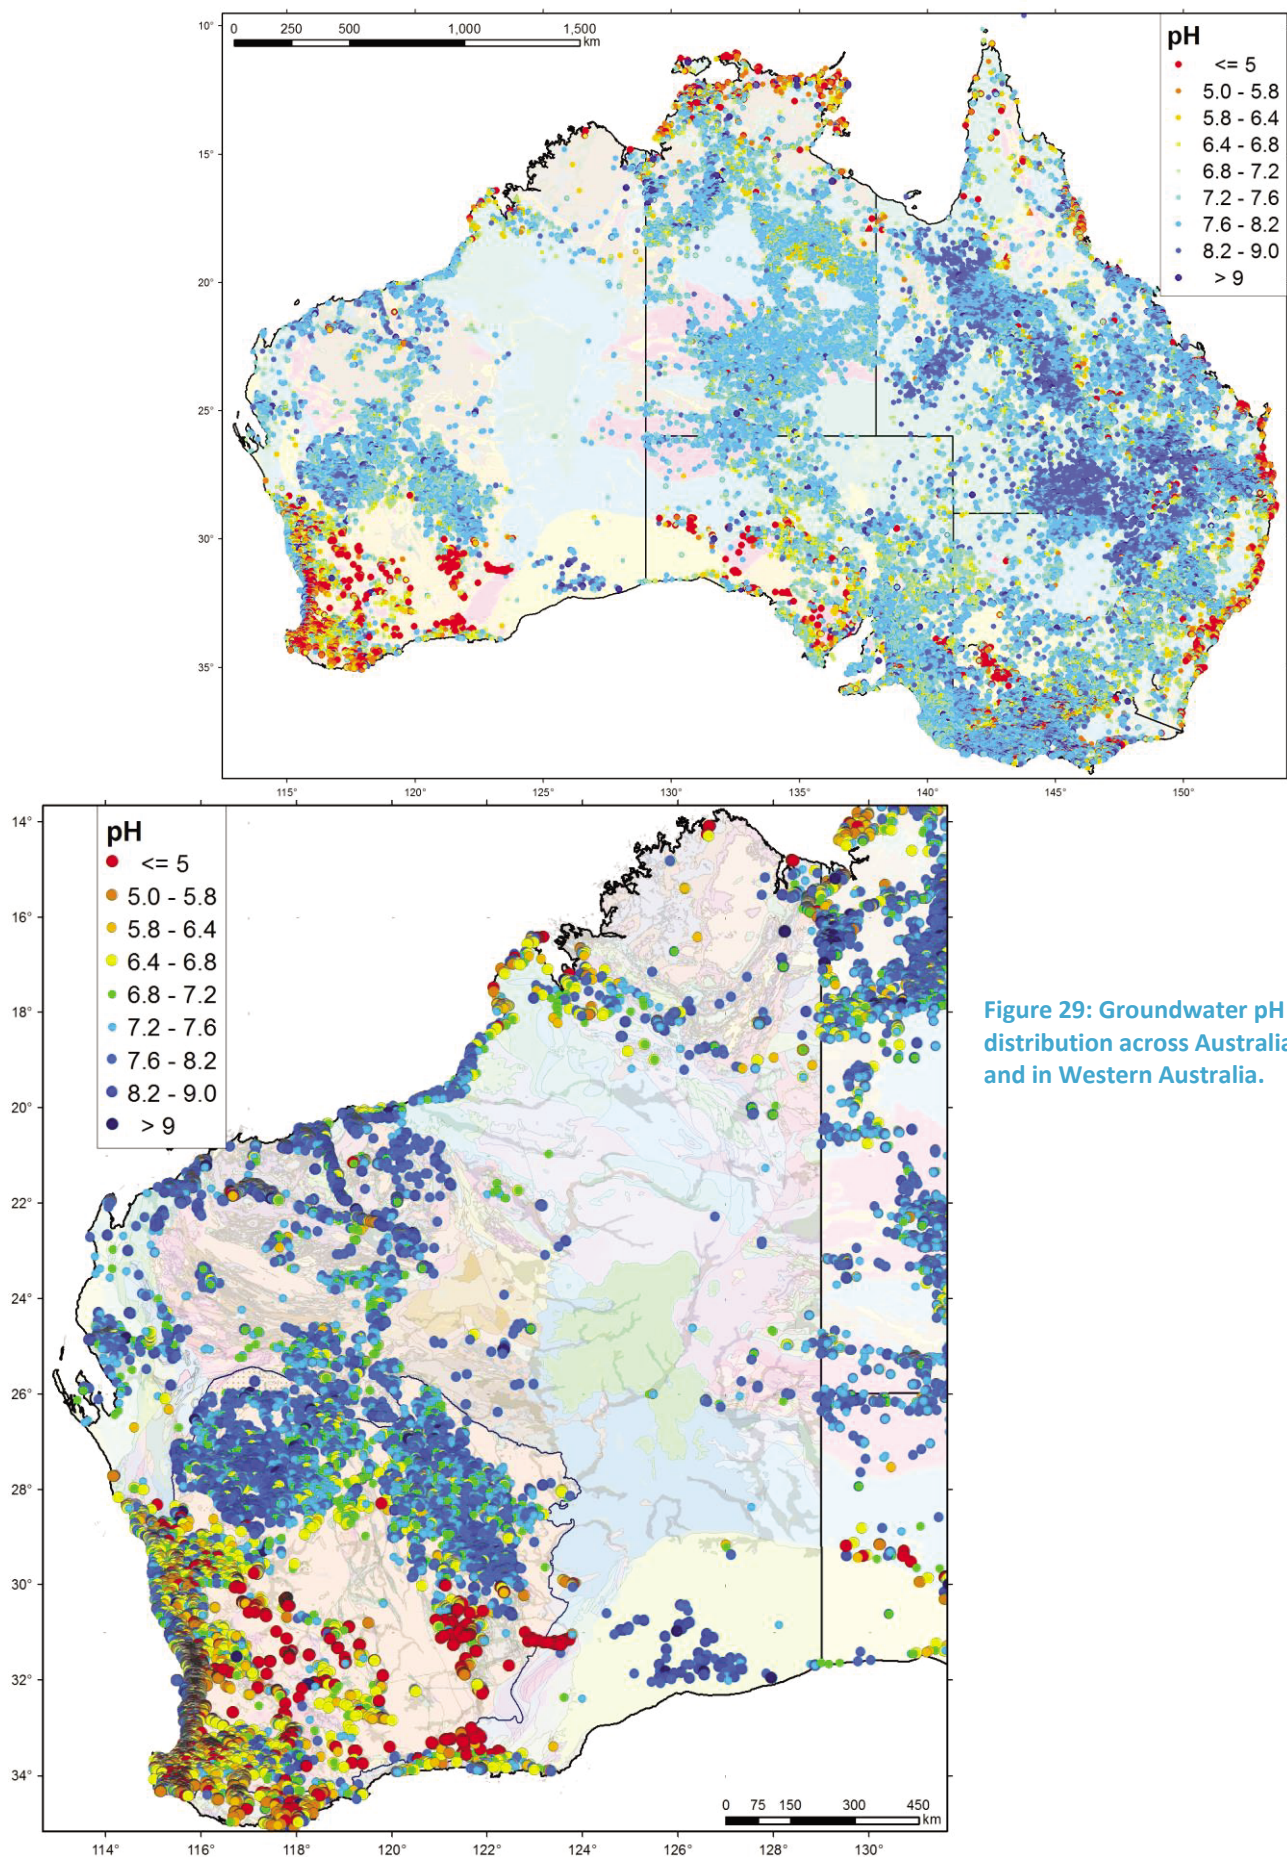 10°
15°
20°
25°
30°
35°
0 250 500 1,000 1,500
km
pH
<= 5
5.0 - 5.8
5.8 - 6.4
6.4 - 6.8
6.8 - 7.2
7.2 - 7.6
7.6 - 8.2
8.2 - 9.0
> 9
115° 120° 125° 130° 135° 140° 145° 150°
14°
16°
18°
20°
22°
24°
26°
28°
30°
32°
34°
pH
<= 5
5.0 - 5.8
5.8 - 6.4
6.4 - 6.8
6.8 - 7.2
7.2 - 7.6
7.6 - 8.2
8.2 - 9.0
> 9
Figure 29: Groundwater pH
distribution across Australia
and in Western Australia.
0 75 150 300 450
km
114° 116° 118° 120° 122° 124° 126° 128° 130°